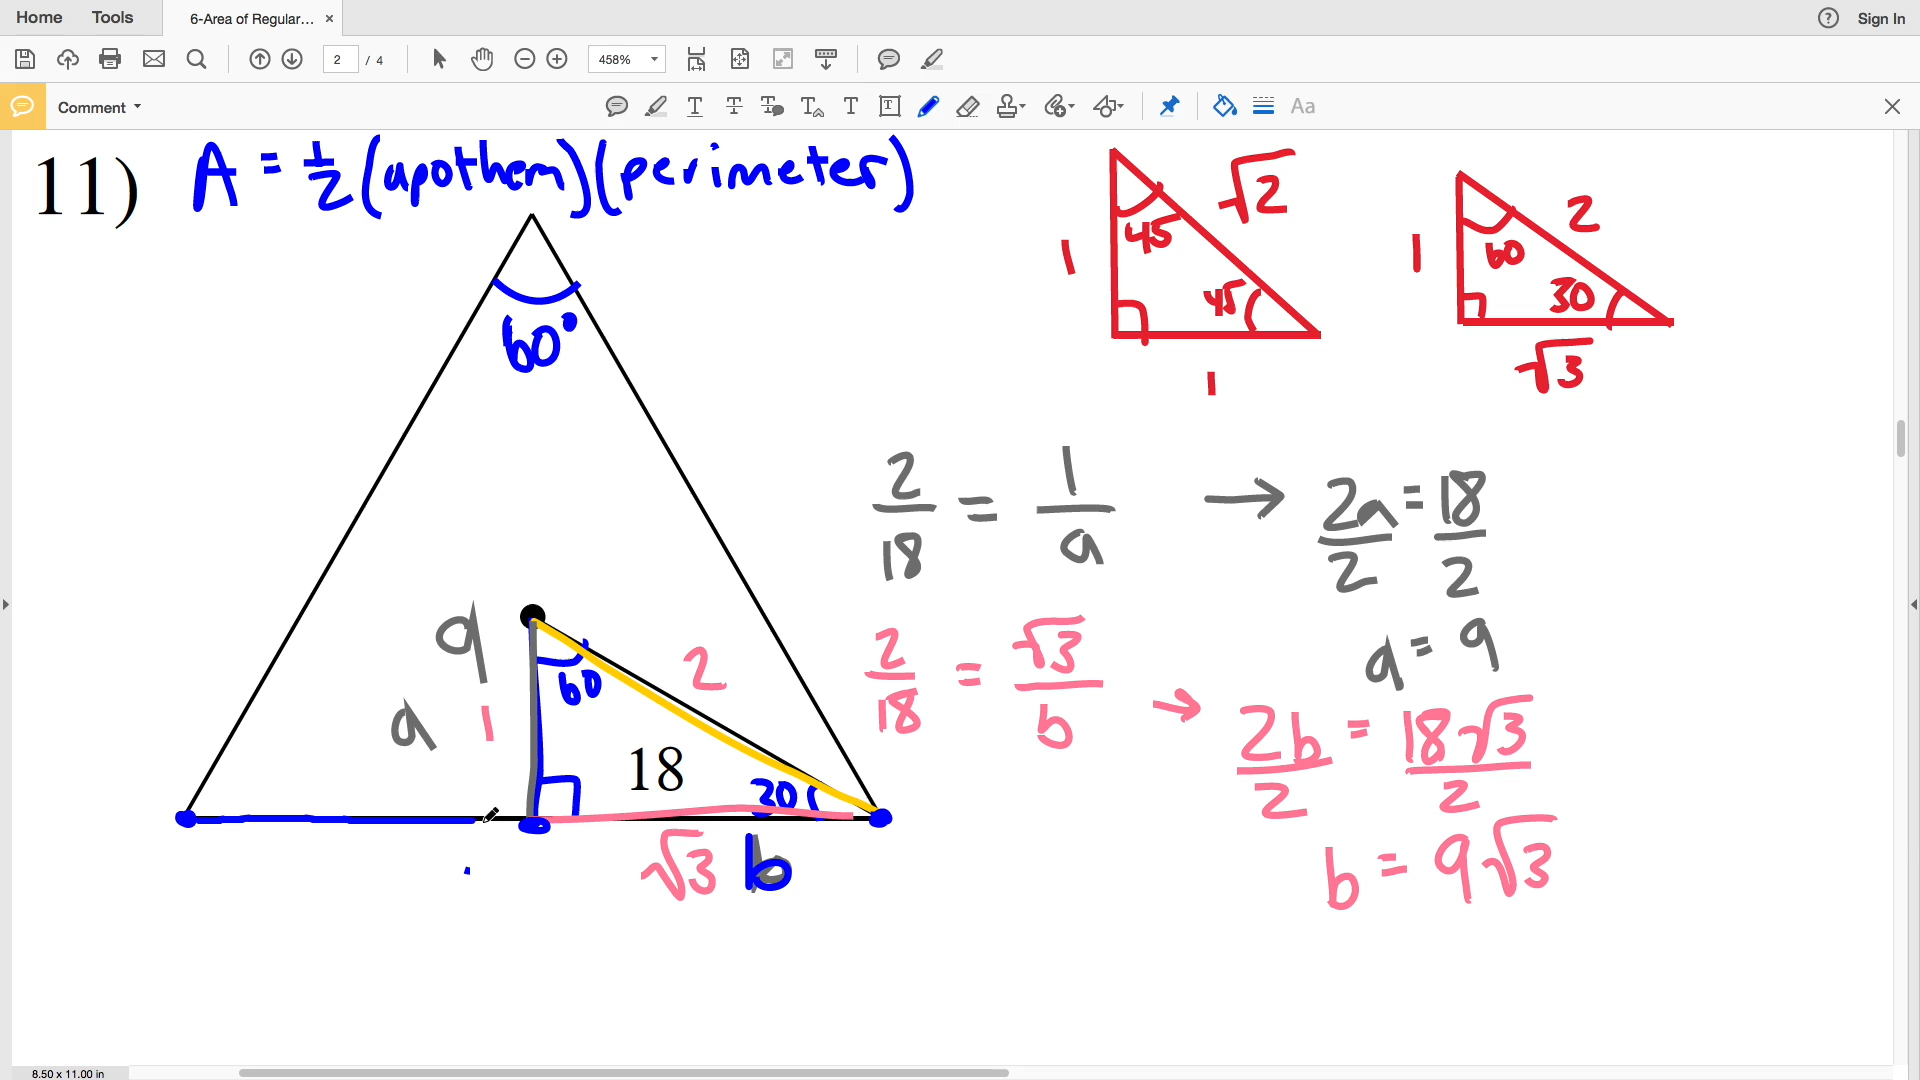 Home Tools 6-Area of Regular... × Sign In
2 / 4 458%
Comment Aa
11) A = 1/2 (apothem)(perimeter)
60°
√2
1
45
45
1
2
1
60
30
√3
2/18 = 1/a → 2a/2 = 18/2
a = 9
2/18 = √3/b → 2b/2 = 18√3/2
b = 9√3
9
a 1
60
2
18
30
√3 b
8.50 x 11.00 in